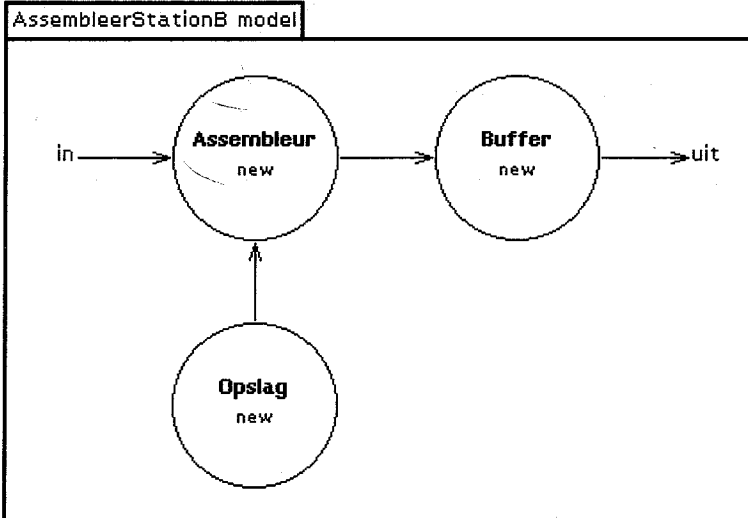 AssembleerStationB model
in
Assembleur
new
Buffer
new
uit
Opslag
new